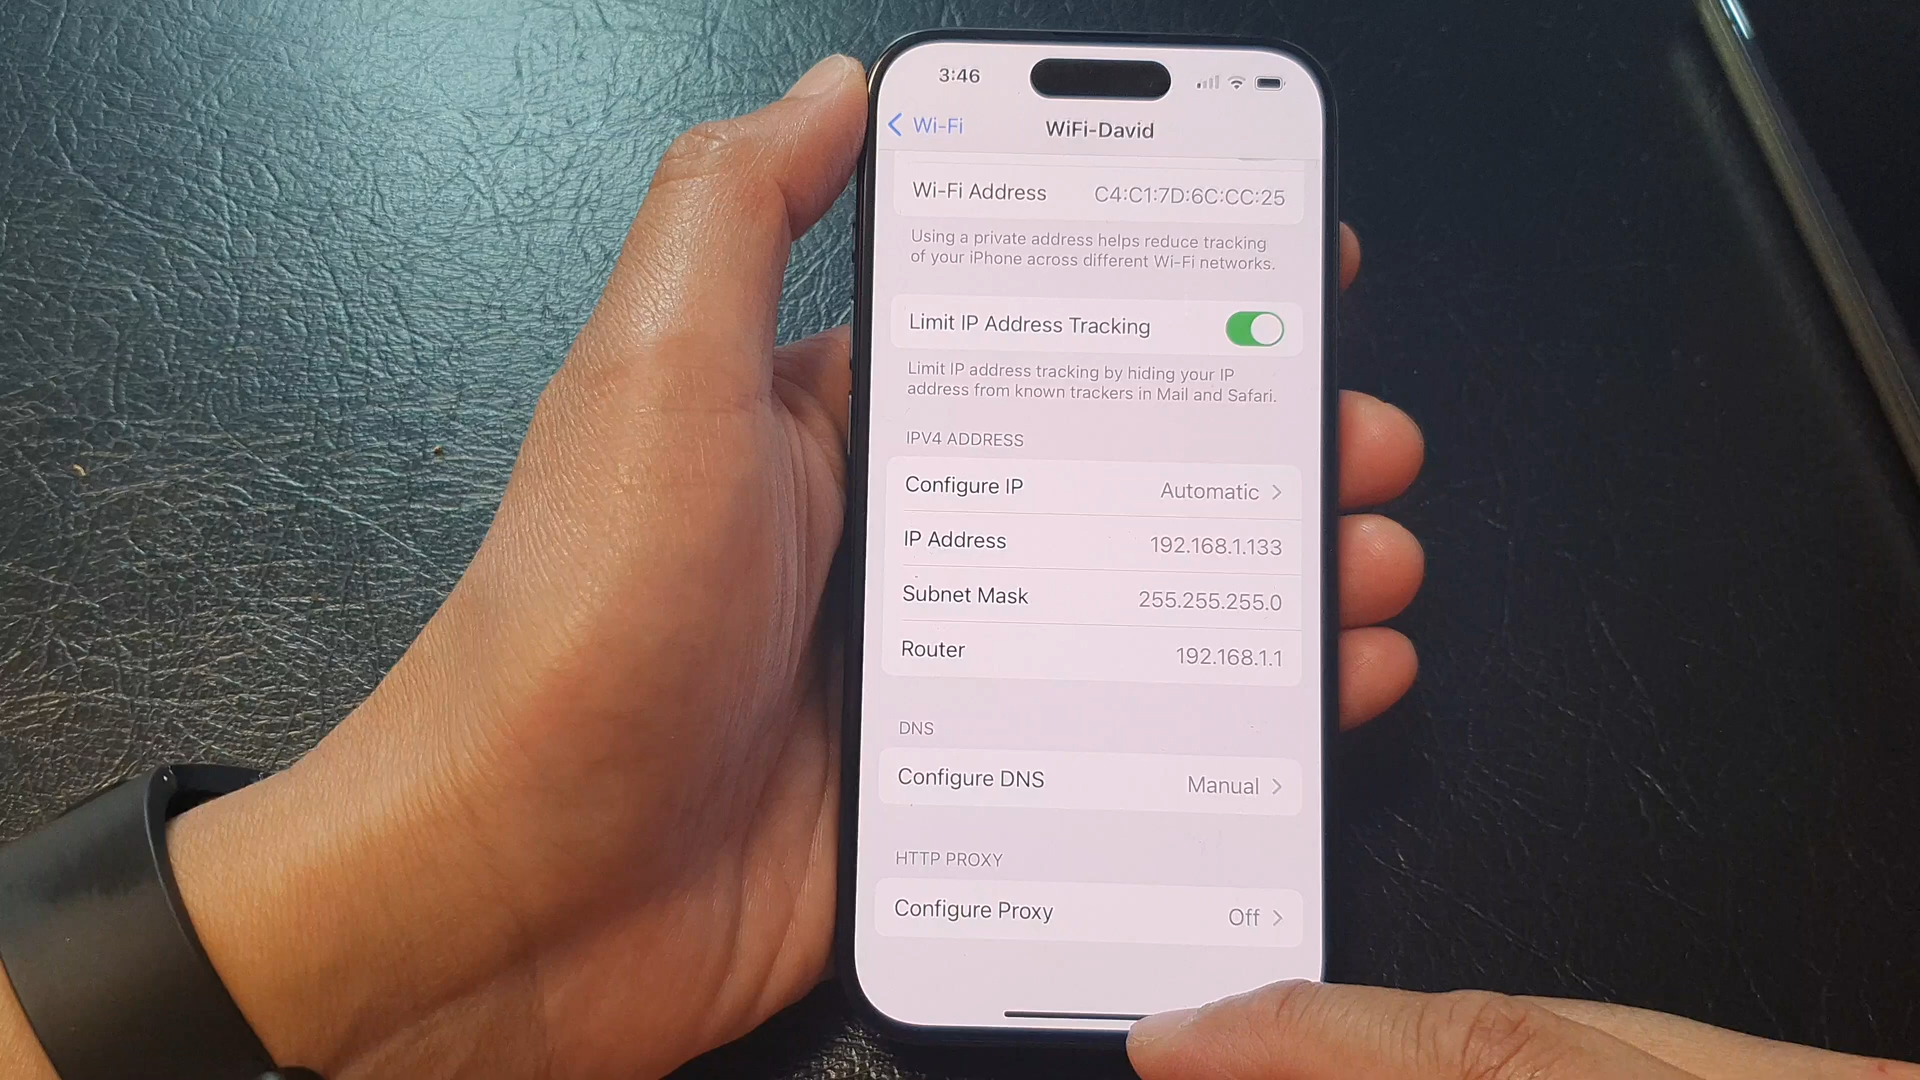 3:46
Wi-Fi
WiFi-David
Wi-Fi Address C4:C1:7D:6C:CC:25
Using a private address helps reduce tracking
of your iPhone across different Wi-Fi networks.
Limit IP Address Tracking
Limit IP address tracking by hiding your IP
address from known trackers in Mail and Safari.
IPV4 ADDRESS
Configure IP Automatic
IP Address 192.168.1.133
Subnet Mask 255.255.255.0
Router 192.168.1.1
DNS
Configure DNS Manual
HTTP PROXY
Configure Proxy Off